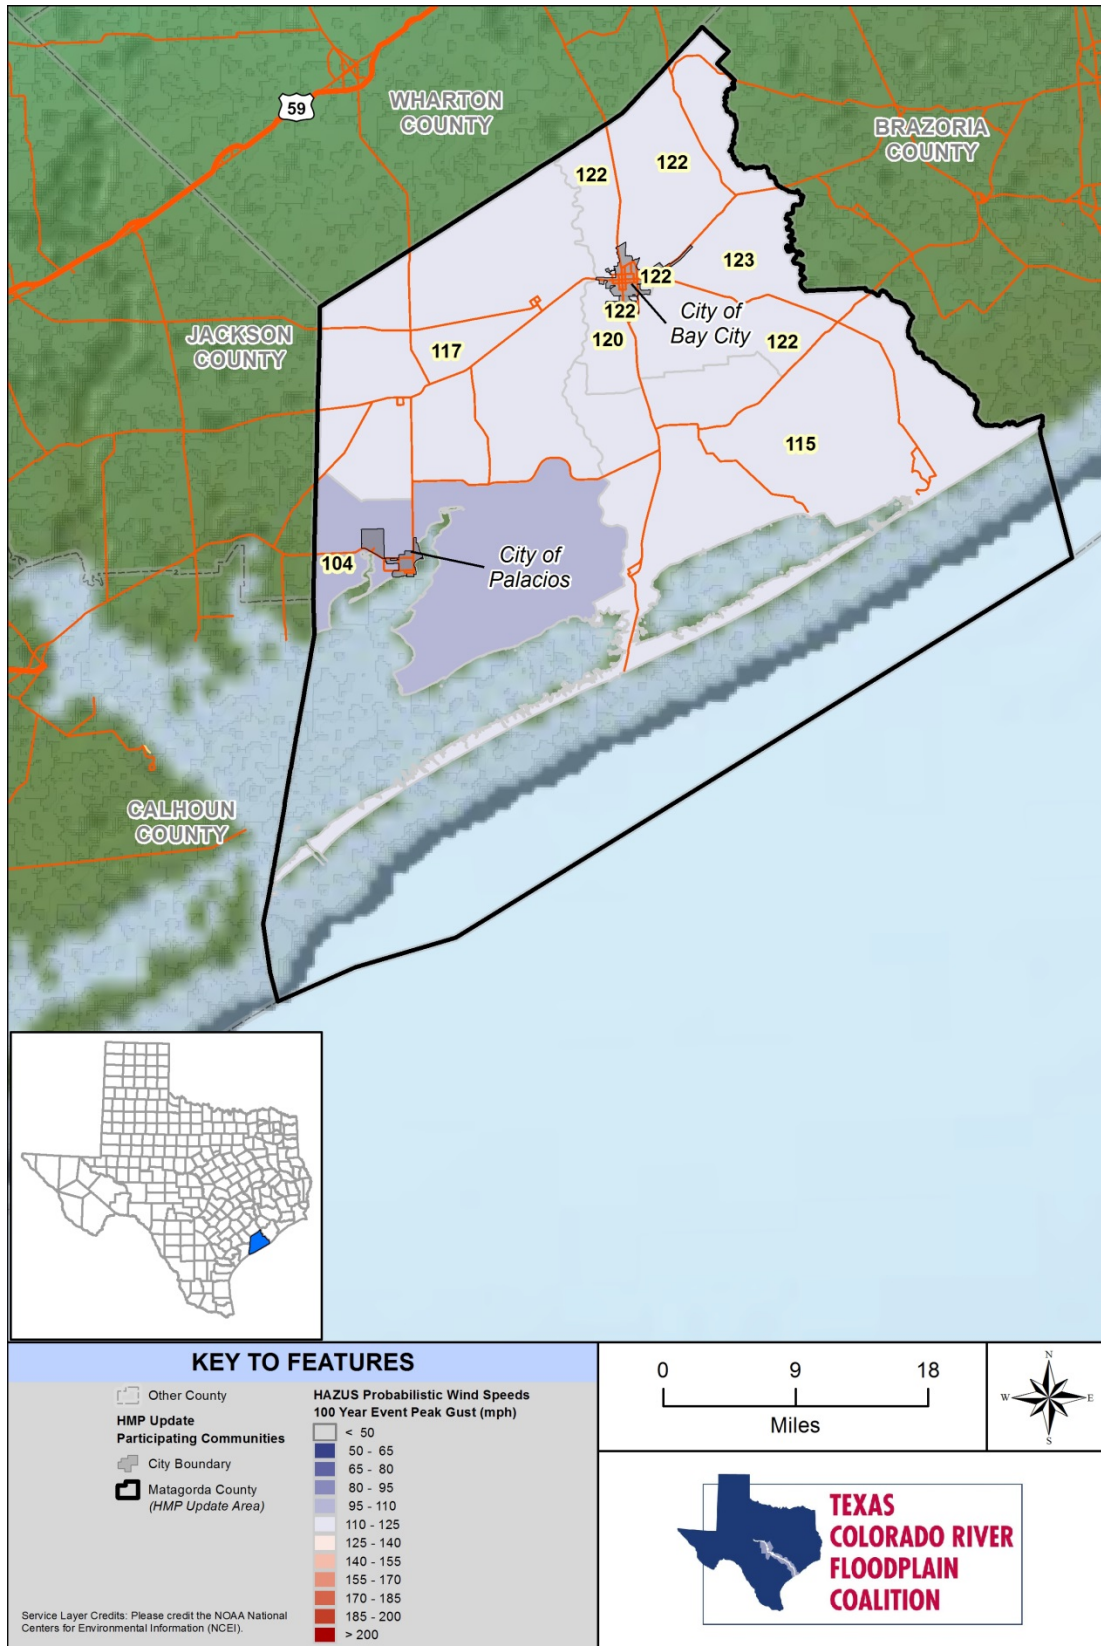 59
WHARTON
COUNTY
BRAZORIA
COUNTY
122
122
123
122
City of
Bay City
122
120
122
JACKSON
COUNTY
117
115
City of
Palacios
104
CALHOUN
COUNTY
KEY TO FEATURES
Other County
HMP Update
Participating Communities
City Boundary
Matagorda County
(HMP Update Area)
HAZUS Probabilistic Wind Speeds
100 Year Event Peak Gust (mph)
< 50
50 - 65
65 - 80
80 - 95
95 - 110
110 - 125
125 - 140
140 - 155
155 - 170
170 - 185
185 - 200
> 200
Service Layer Credits: Please credit the NOAA National
Centers for Environmental Information (NCEI).
0 9 18
Miles
N
W E
S
TEXAS
COLORADO RIVER
FLOODPLAIN
COALITION